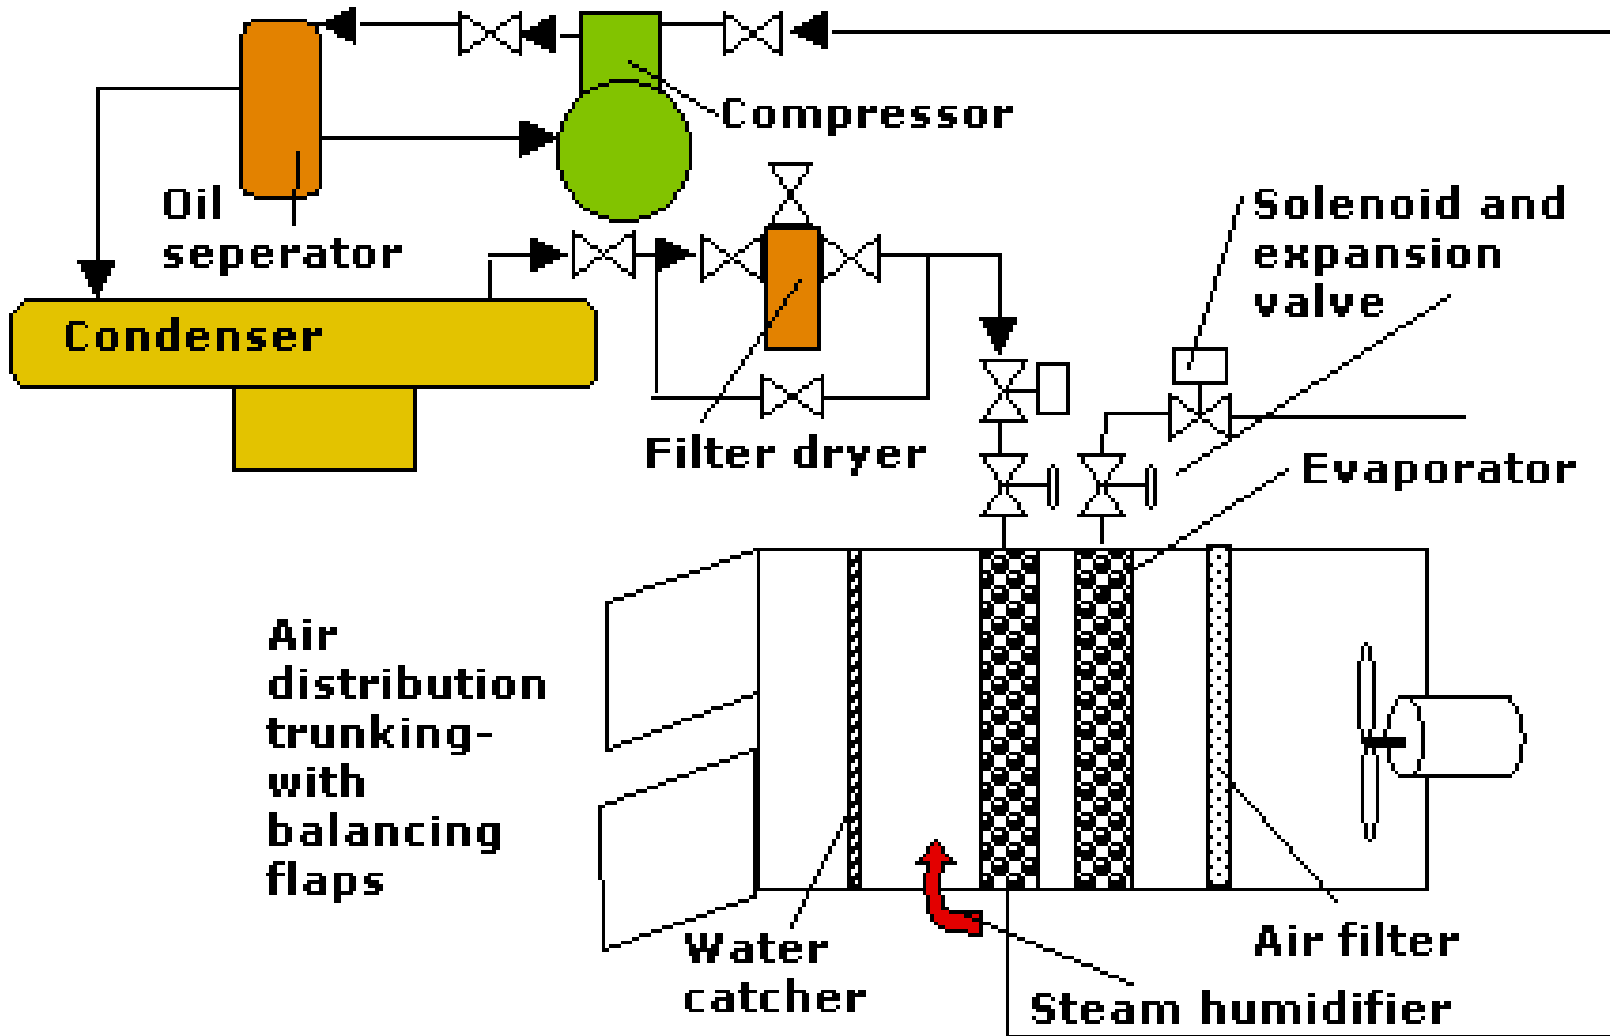 Compressor
Oil
seperator
Solenoid and
expansion
valve
Condenser
Filter dryer
Evaporator
Air
distribution
trunking-
with
balancing
flaps
Water
catcher
Air filter
Steam humidifier